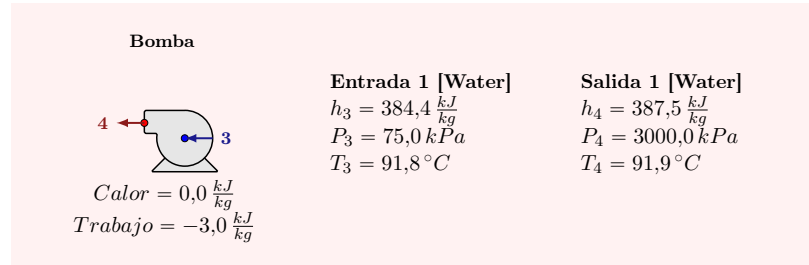 Bomba
4
3
Calor = 0,0 kJ/kg
Trabajo = −3,0 kJ/kg
Entrada 1 [Water]
h₃ = 384,4 kJ/kg
P₃ = 75,0 kPa
T₃ = 91,8 °C
Salida 1 [Water]
h₄ = 387,5 kJ/kg
P₄ = 3000,0 kPa
T₄ = 91,9 °C